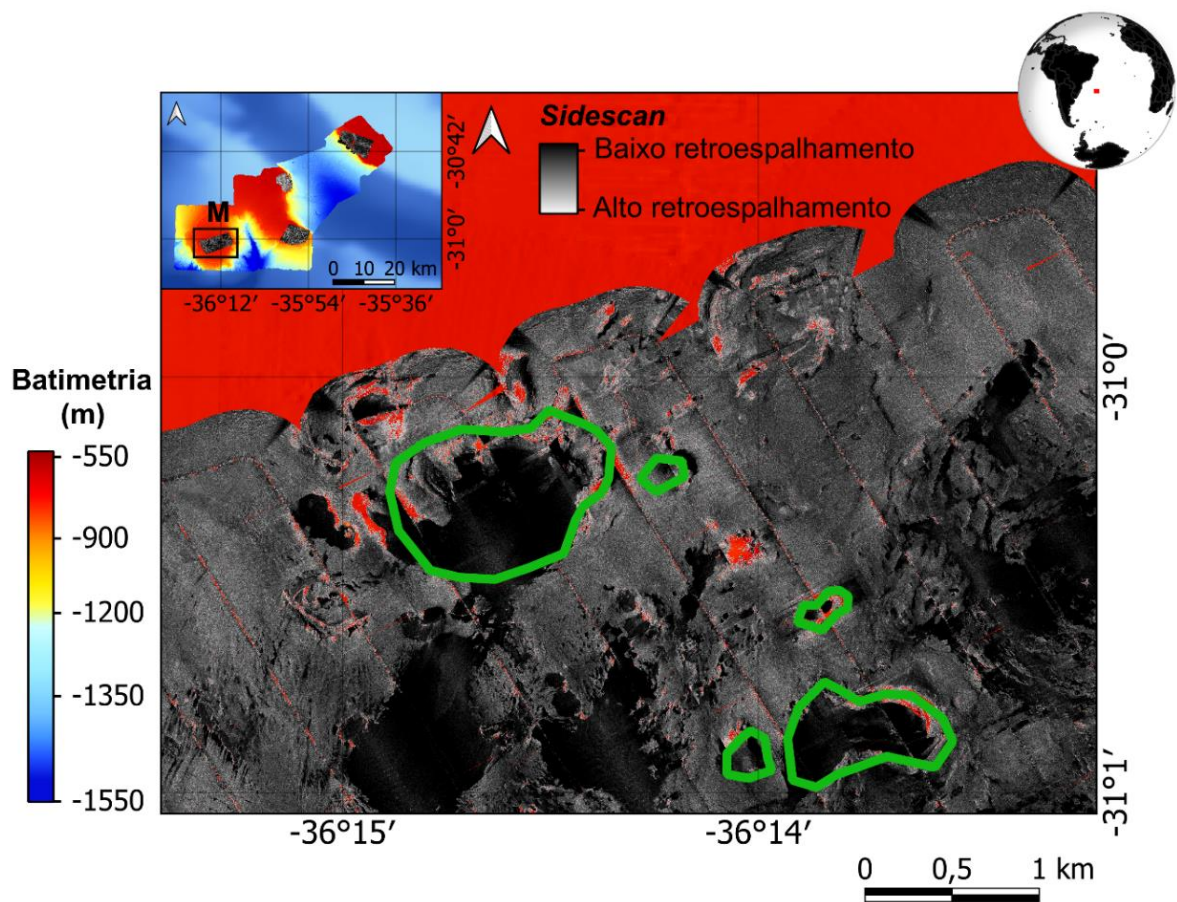 Sidescan
Baixo retroespalhamento
Alto retroespalhamento
M
0 10 20 km
-30°42′
-31°0′
-36°12′ -35°54′ -35°36′
Batimetria
(m)
-550
-900
-1200
-1350
-1550
-31°0′
-31°1′
-36°15′ -36°14′
0 0,5 1 km